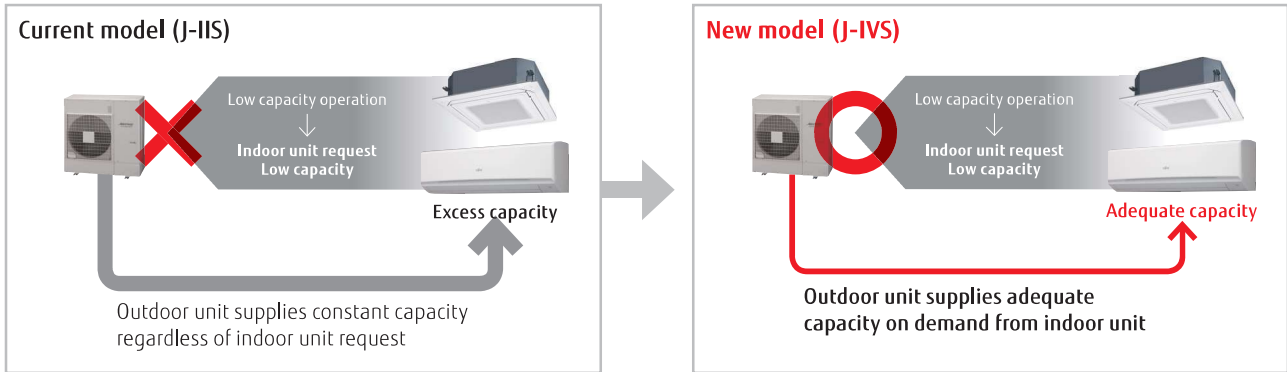 Current model (J-IIS)
Low capacity operation
Indoor unit request
Low capacity
Excess capacity
Outdoor unit supplies constant capacity
regardless of indoor unit request
New model (J-IVS)
Low capacity operation
Indoor unit request
Low capacity
Adequate capacity
Outdoor unit supplies adequate
capacity on demand from indoor unit